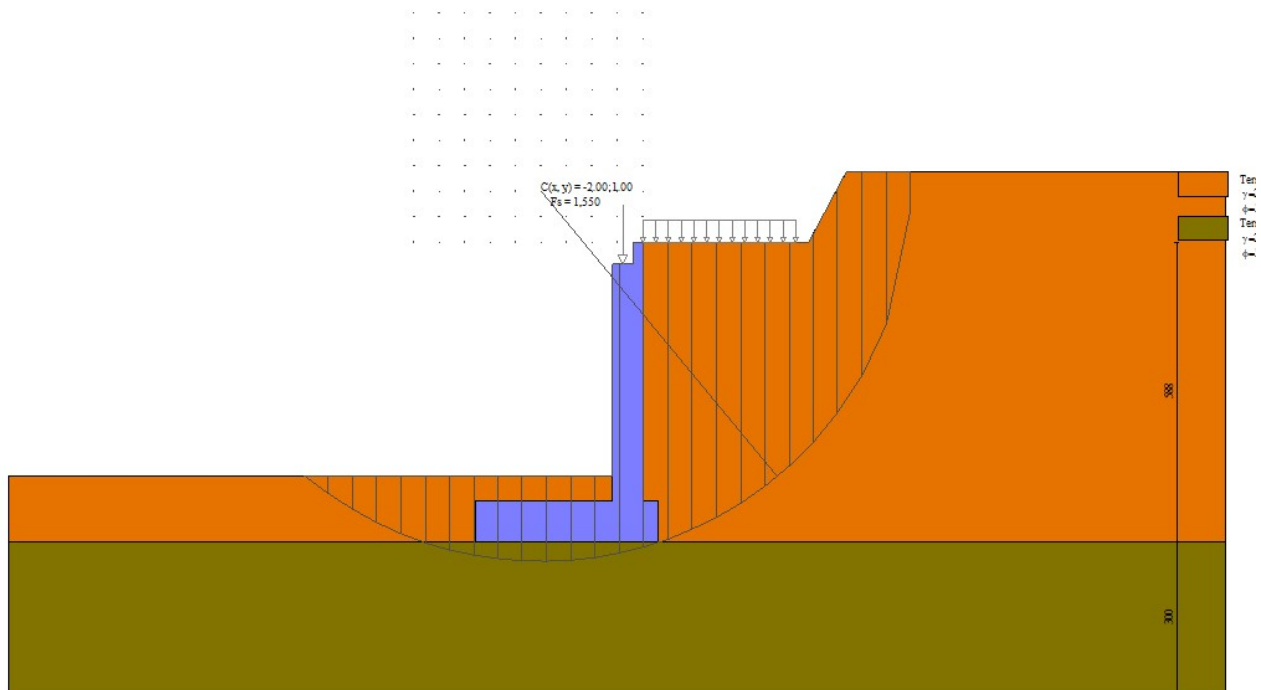 C(x, y) = -2,00;1,00
Fs = 1,550
Ten
γ
φ
Ten
γ
φ
588
300